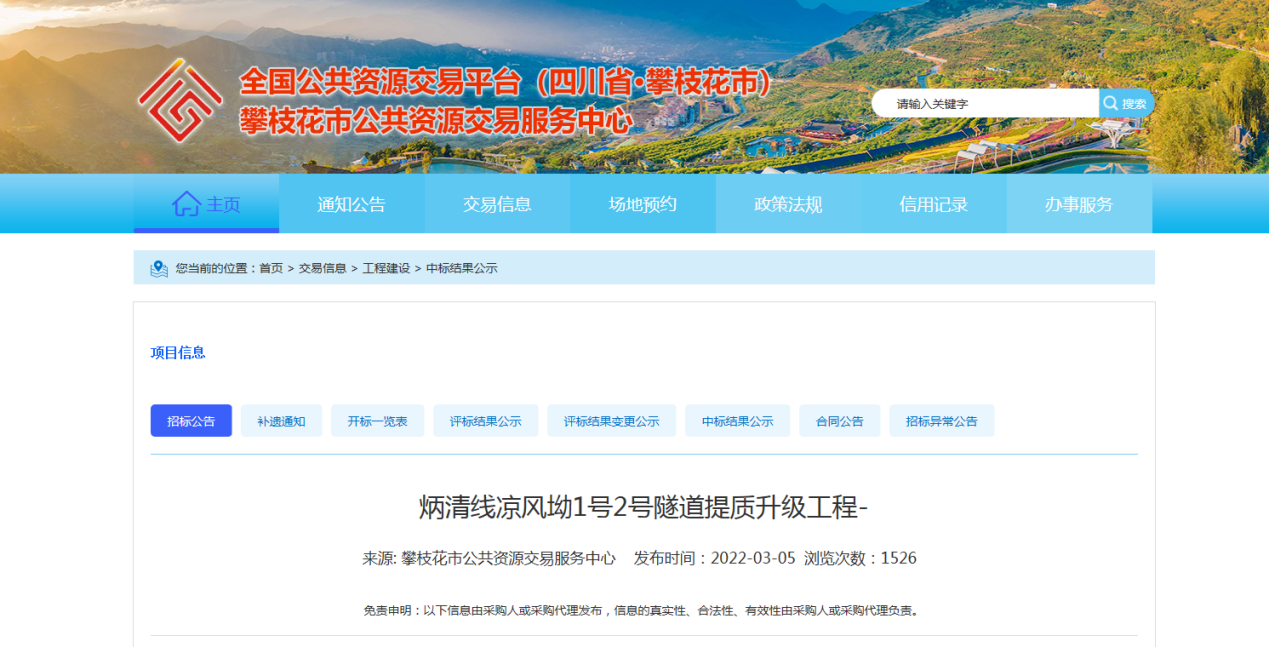 全国公共资源交易平台（四川省·攀枝花市）
攀枝花市公共资源交易服务中心
请输入关键字 搜索
主页 通知公告 交易信息 场地预约 政策法规 信用记录 办事服务
您当前的位置：首页 > 交易信息 > 工程建设 > 中标结果公示
项目信息
招标公告 补遗通知 开标一览表 评标结果公示 评标结果变更公示 中标结果公示 合同公告 招标异常公告
炳清线凉风坳1号2号隧道提质升级工程-
来源: 攀枝花市公共资源交易服务中心 发布时间：2022-03-05 浏览次数：1526
免责申明：以下信息由采购人或采购代理发布，信息的真实性、合法性、有效性由采购人或采购代理负责。